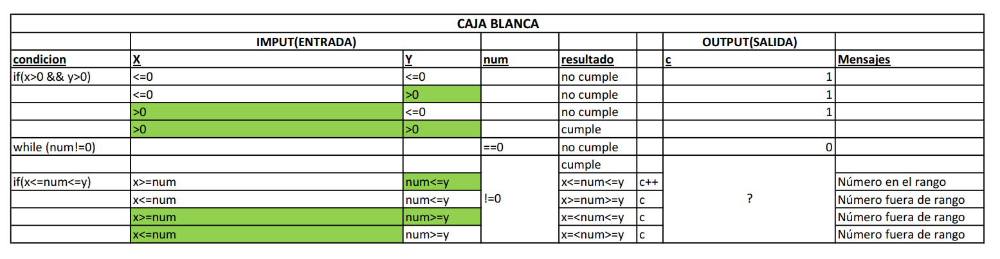 CAJA BLANCA
IMPUT(ENTRADA) OUTPUT(SALIDA)
condicion X Y num resultado c Mensajes
if(x>0 && y>0) <=0 <=0 no cumple 1
<=0 >0 no cumple 1
>0 <=0 no cumple 1
>0 >0 cumple
while (num!=0) ==0 no cumple 0
cumple
if(x<=num<=y) x>=num num<=y x<=num<=y c++ Número en el rango
x<=num num<=y !=0 x>=num>=y c ? Número fuera de rango
x>=num num>=y x=<num<=y c Número fuera de rango
x<=num num>=y x=<num>=y c Número fuera de rango